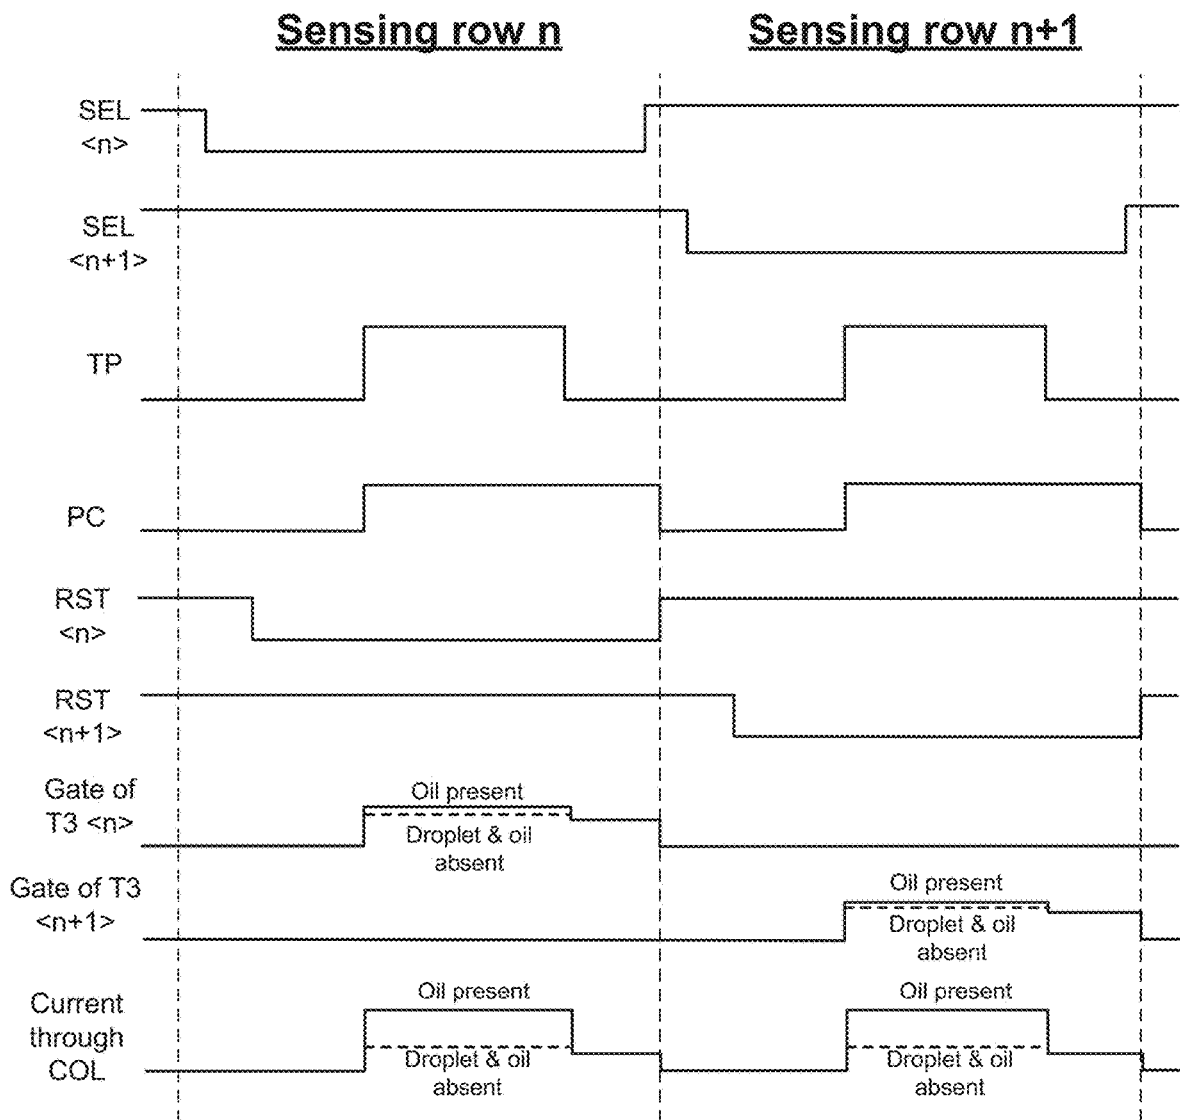 Sensing row n
Sensing row n+1
SEL
<n>
SEL
<n+1>
TP
PC
RST
<n>
RST
<n+1>
Gate of
T3 <n>
Oil present
Droplet & oil
absent
Gate of T3
<n+1>
Oil present
Droplet & oil
absent
Current
through
COL
Oil present
Droplet & oil
absent
Oil present
Droplet & oil
absent